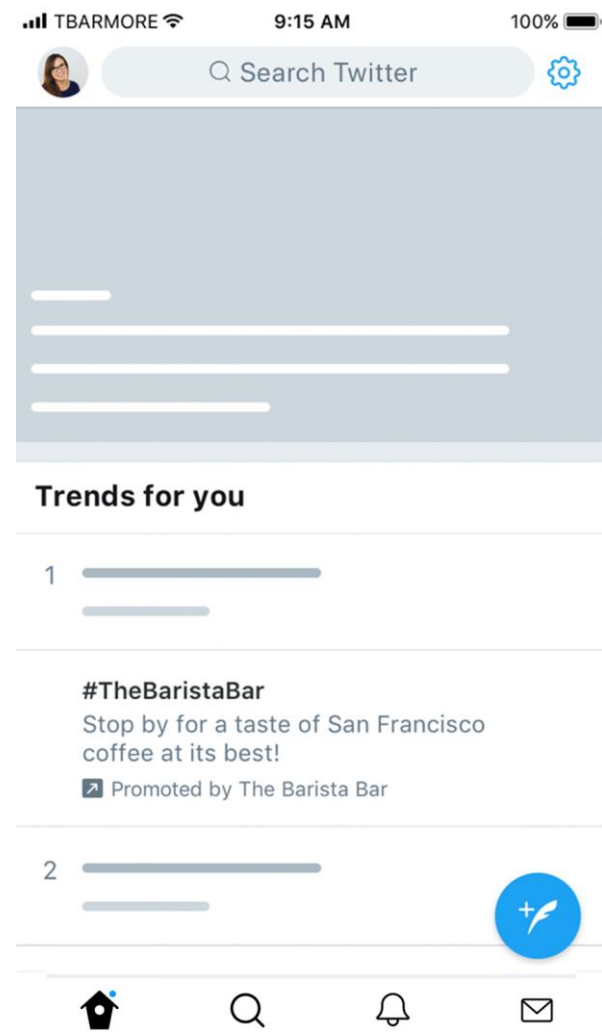 TBARMORE 9:15 AM 100%
Search Twitter
Trends for you
1
#TheBaristaBar
Stop by for a taste of San Francisco
coffee at its best!
Promoted by The Barista Bar
2